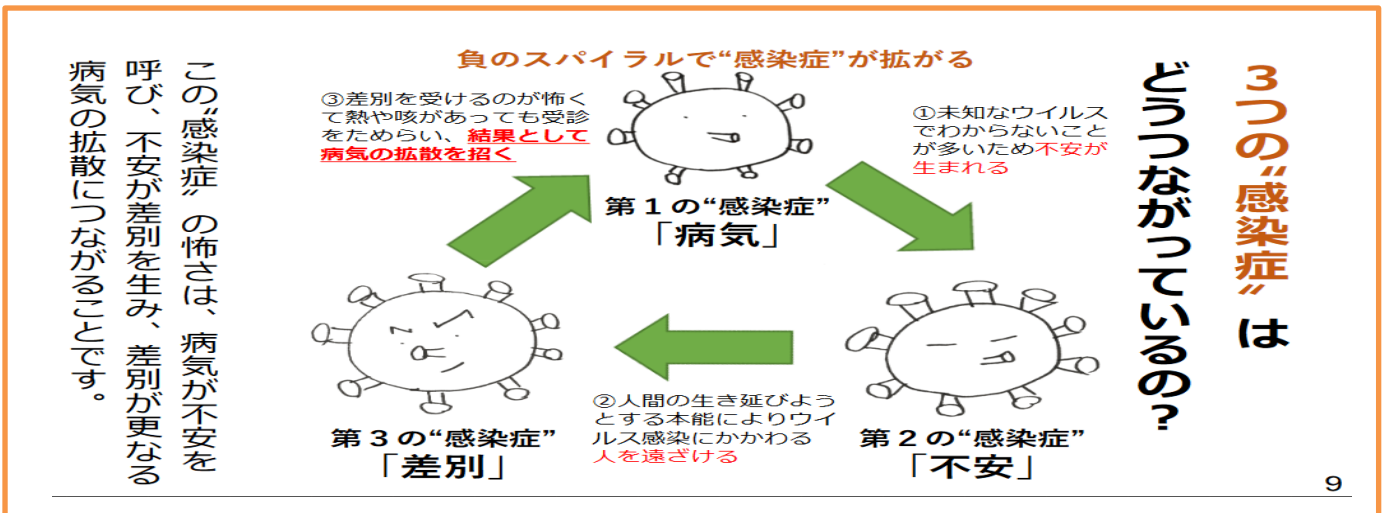 ３つの“感染症”は
どうつながっているの？
負のスパイラルで“感染症”が拡がる
第１の“感染症”
「病気」
①未知なウイルス
でわからないこと
が多いため不安が
生まれる
第２の“感染症”
「不安」
②人間の生き延びよう
とする本能によりウイ
ルス感染にかかわる
人を遠ざける
第３の“感染症”
「差別」
③差別を受けるのが怖く
て熱や咳があっても受診
をためらい、結果として
病気の拡散を招く
この“感染症”の怖さは、病気が不安を
呼び、不安が差別を生み、差別が更なる
病気の拡散につながることです。
9